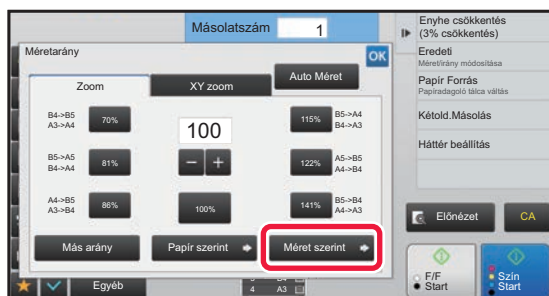 Másolatszám 1
Méretarány
OK
Zoom
XY zoom
Auto Méret
B4->B5
A3->A4
70%
B5->A5
B4->A4
81%
A4->B5
A3->B4
86%
100
100%
115%
B5->A4
B4->A3
122%
A5->B5
A4->B4
141%
B5->B4
A4->A3
Más arány
Papír szerint
Méret szerint
Egyéb
4 A3
Enyhe csökkentés
(3% csökkentés)
Eredeti
Méret/irány módosítása
Papír Forrás
Papíradagoló tálca váltás
Kétold.Másolás
Háttér beállítás
Előnézet
CA
F/F
Start
Szín
Start